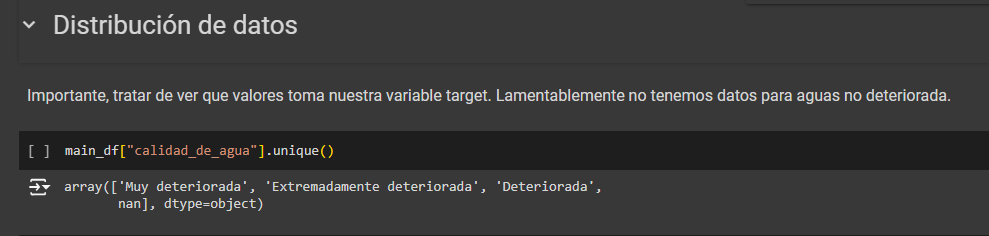 Distribución de datos
Importante, tratar de ver que valores toma nuestra variable target. Lamentablemente no tenemos datos para aguas no deteriorada.
[ ] main_df["calidad_de_agua"].unique()
array(['Muy deteriorada', 'Extremadamente deteriorada', 'Deteriorada',
nan], dtype=object)